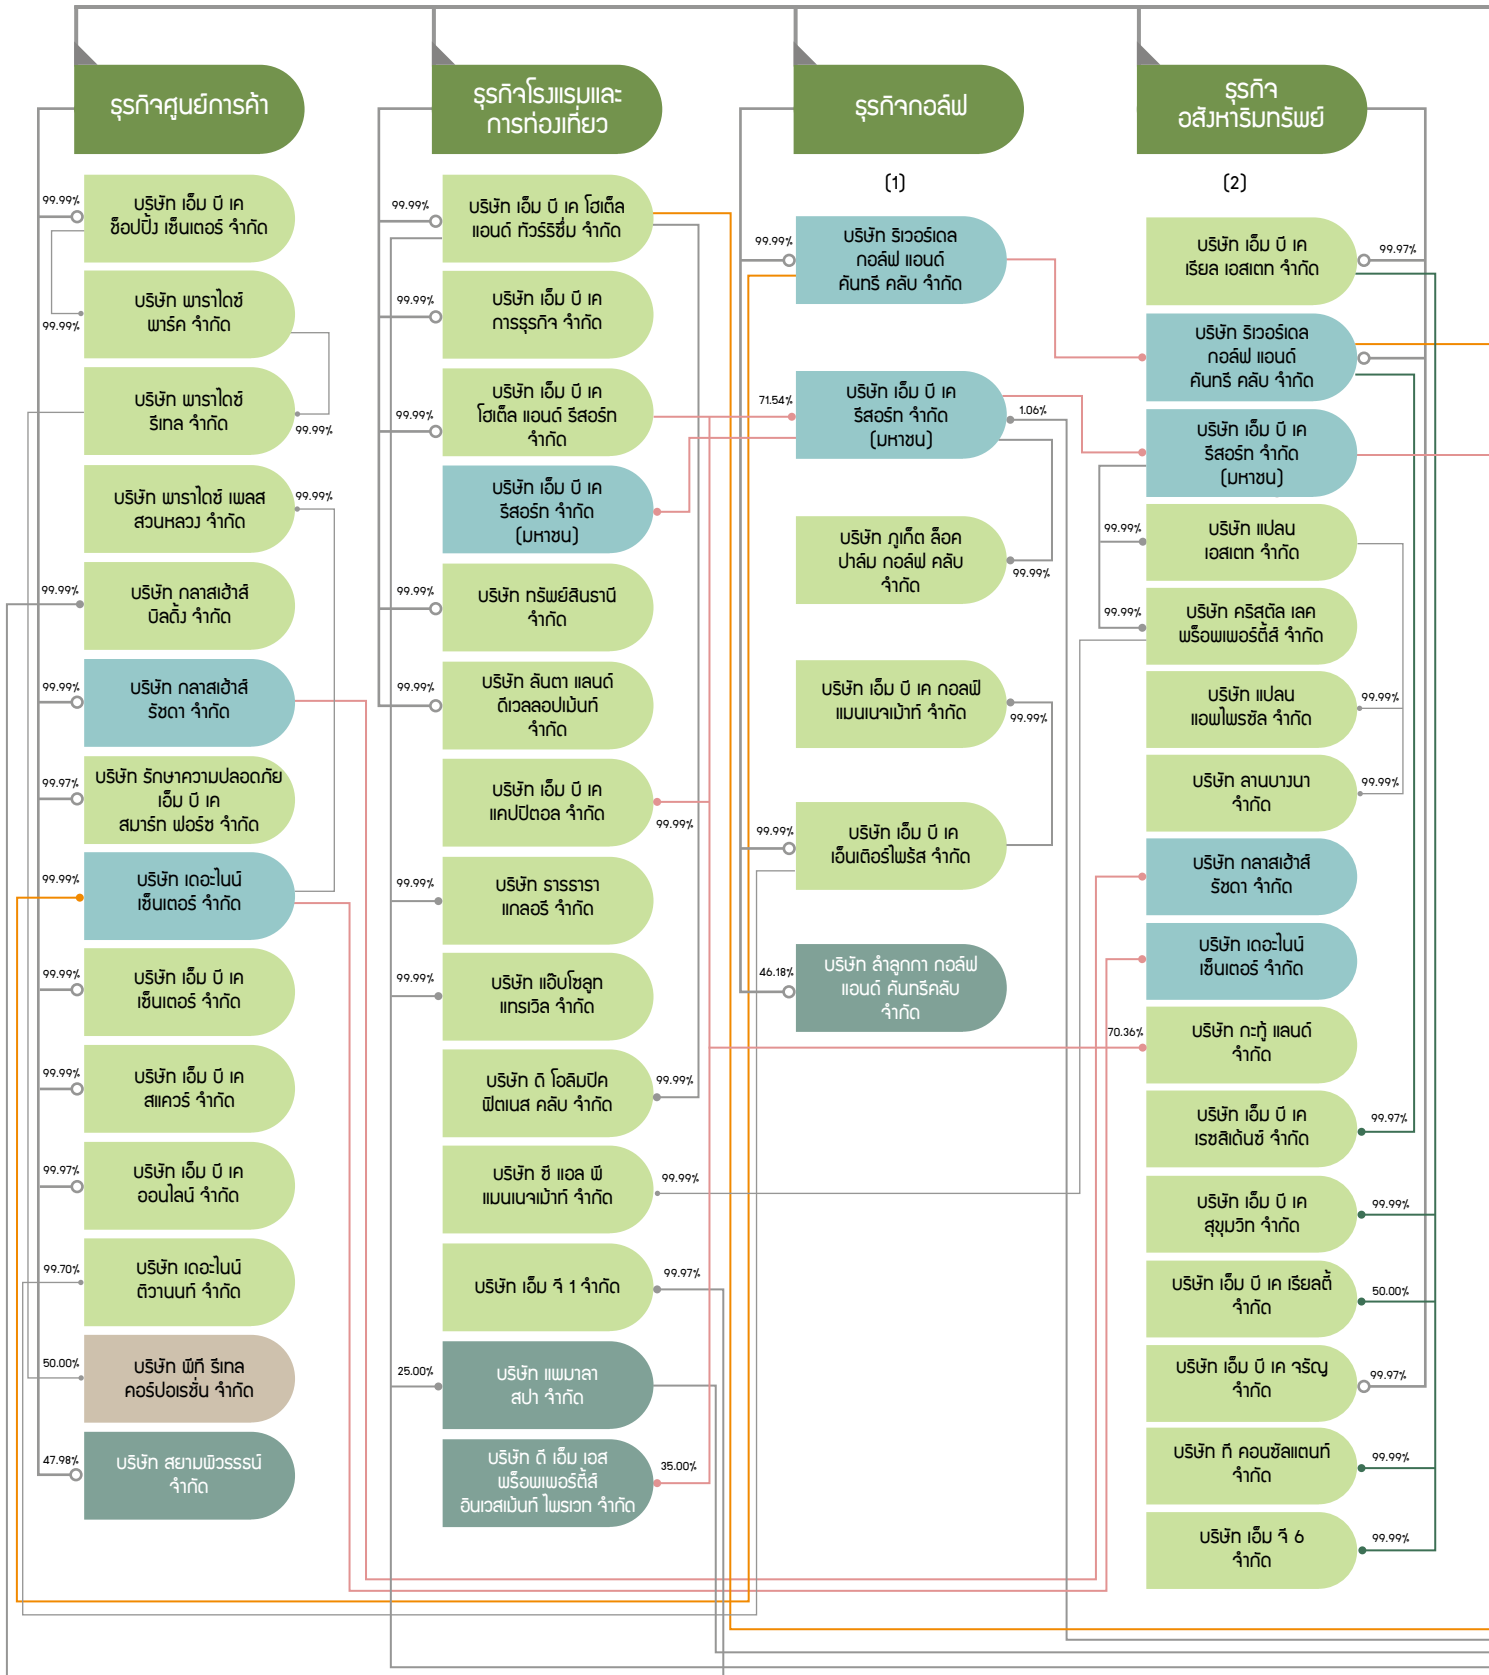 ธุรกิจศูนย์การค้า
99.99%
บริษัท เอ็ม บี เค
ช็อปปิ้ง เซ็นเตอร์ จำกัด
99.99%
บริษัท พาราไดซ์
พาร์ค จำกัด
บริษัท พาราไดซ์
รีเทล จำกัด
99.99%
บริษัท พาราไดซ์ เพลส
สวนหลวง จำกัด
99.99%
99.99%
บริษัท กลาสเฮ้าส์
บิลดิ้ง จำกัด
99.99%
บริษัท กลาสเฮ้าส์
รัชดา จำกัด
99.97%
บริษัท รักษาความปลอดภัย
เอ็ม บี เค
สมาร์ท ฟอร์ซ จำกัด
99.99%
บริษัท เดอะไนน์
เซ็นเตอร์ จำกัด
99.99%
บริษัท เอ็ม บี เค
เซ็นเตอร์ จำกัด
99.99%
บริษัท เอ็ม บี เค
สแควร์ จำกัด
99.97%
บริษัท เอ็ม บี เค
ออนไลน์ จำกัด
99.70%
บริษัท เดอะไนน์
ติวานนท์ จำกัด
50.00%
บริษัท พีที รีเทล
คอร์ปอเรชั่น จำกัด
47.98%
บริษัท สยามพิวรรธน์
จำกัด
ธุรกิจโรงแรมและ
การท่องเที่ยว
99.99%
บริษัท เอ็ม บี เค โฮเต็ล
แอนด์ ทัวร์ริซึ่ม จำกัด
99.99%
บริษัท เอ็ม บี เค
การธุรกิจ จำกัด
99.99%
บริษัท เอ็ม บี เค
โฮเต็ล แอนด์ รีสอร์ท
จำกัด
บริษัท เอ็ม บี เค
รีสอร์ท จำกัด
(มหาชน)
99.99%
บริษัท ทรัพย์สินธานี
จำกัด
99.99%
บริษัท ลันตา แลนด์
ดีเวลลอปเม้นท์
จำกัด
บริษัท เอ็ม บี เค
แคปปิตอล จำกัด
99.99%
99.99%
บริษัท ธารธารา
แกลอรี จำกัด
99.99%
บริษัท แอ๊บโซลูท
แทรเวิล จำกัด
บริษัท ดิ โอลิมปิค
ฟิตเนส คลับ จำกัด
99.99%
บริษัท ซี แอล พี
แมนเนจเม้าท์ จำกัด
99.99%
บริษัท เอ็ม จี 1 จำกัด
99.97%
25.00%
บริษัท แพมาลา
สปา จำกัด
บริษัท ดี เอ็ม เอส
พร็อพเพอร์ตี้ส์
อินเวสเม้นท์ ไพรเวท จำกัด
35.00%
ธุรกิจกอล์ฟ
(1)
99.99%
บริษัท ริเวอร์เดล
กอล์ฟ แอนด์
คันทรี คลับ จำกัด
71.54%
บริษัท เอ็ม บี เค
รีสอร์ท จำกัด
(มหาชน)
1.06%
บริษัท ภูเก็ต ล็อค
ปาล์ม กอล์ฟ คลับ
จำกัด
99.99%
บริษัท เอ็ม บี เค กอลฟ์
แมนเนจเม้าท์ จำกัด
99.99%
99.99%
บริษัท เอ็ม บี เค
เอ็นเตอร์ไพร้ส จำกัด
46.18%
บริษัท ลำลูกกา กอล์ฟ
แอนด์ คันทรีคลับ
จำกัด
ธุรกิจ
อสังหาริมทรัพย์
(2)
บริษัท เอ็ม บี เค
เรียล เอสเตท จำกัด
99.97%
บริษัท ริเวอร์เดล
กอล์ฟ แอนด์
คันทรี คลับ จำกัด
บริษัท เอ็ม บี เค
รีสอร์ท จำกัด
(มหาชน)
99.99%
บริษัท แปลน
เอสเตท จำกัด
99.99%
บริษัท คริสตัล เลค
พร็อพเพอร์ตี้ส์ จำกัด
บริษัท แปลน
แอพไพรซัล จำกัด
99.99%
บริษัท ลานบางนา
จำกัด
99.99%
บริษัท กลาสเฮ้าส์
รัชดา จำกัด
บริษัท เดอะไนน์
เซ็นเตอร์ จำกัด
70.36%
บริษัท กะทู้ แลนด์
จำกัด
บริษัท เอ็ม บี เค
เรซสิเด้นซ์ จำกัด
99.97%
บริษัท เอ็ม บี เค
สุขุมวิท จำกัด
99.99%
บริษัท เอ็ม บี เค เรียลตี้
จำกัด
50.00%
บริษัท เอ็ม บี เค จรัญ
จำกัด
99.97%
บริษัท ที คอนซัลแตนท์
จำกัด
99.99%
บริษัท เอ็ม จี 6
จำกัด
99.99%